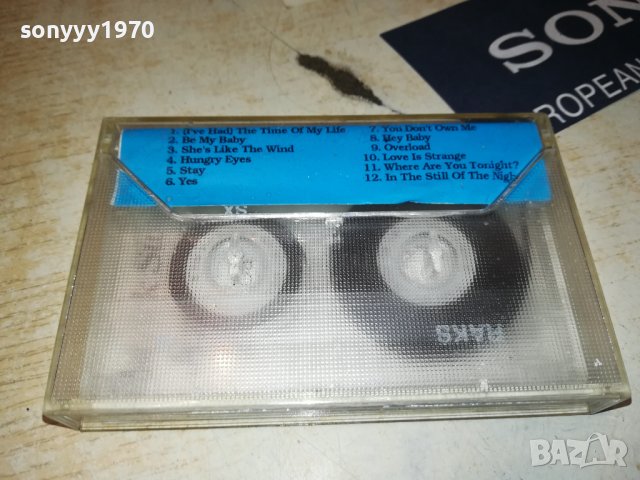 sonyyy1970
SON
ROPEAN
1. (I've Had) The Time Of My Life
2. Be My Baby
3. She's Like The Wind
4. Hungry Eyes
5. Stay
6. Yes
7. You Don't Own Me
8. Hey Baby
9. Overload
10. Love Is Strange
11. Where Are You Tonight?
12. In The Still Of The Nigh
SX
RAKS
BAZAR